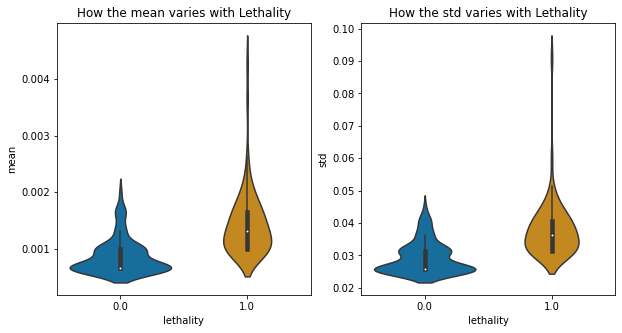 How the mean varies with Lethality
mean
0.004
0.003
0.002
0.001
0.0
1.0
lethality
How the std varies with Lethality
std
0.10
0.09
0.08
0.07
0.06
0.05
0.04
0.03
0.02
0.0
1.0
lethality